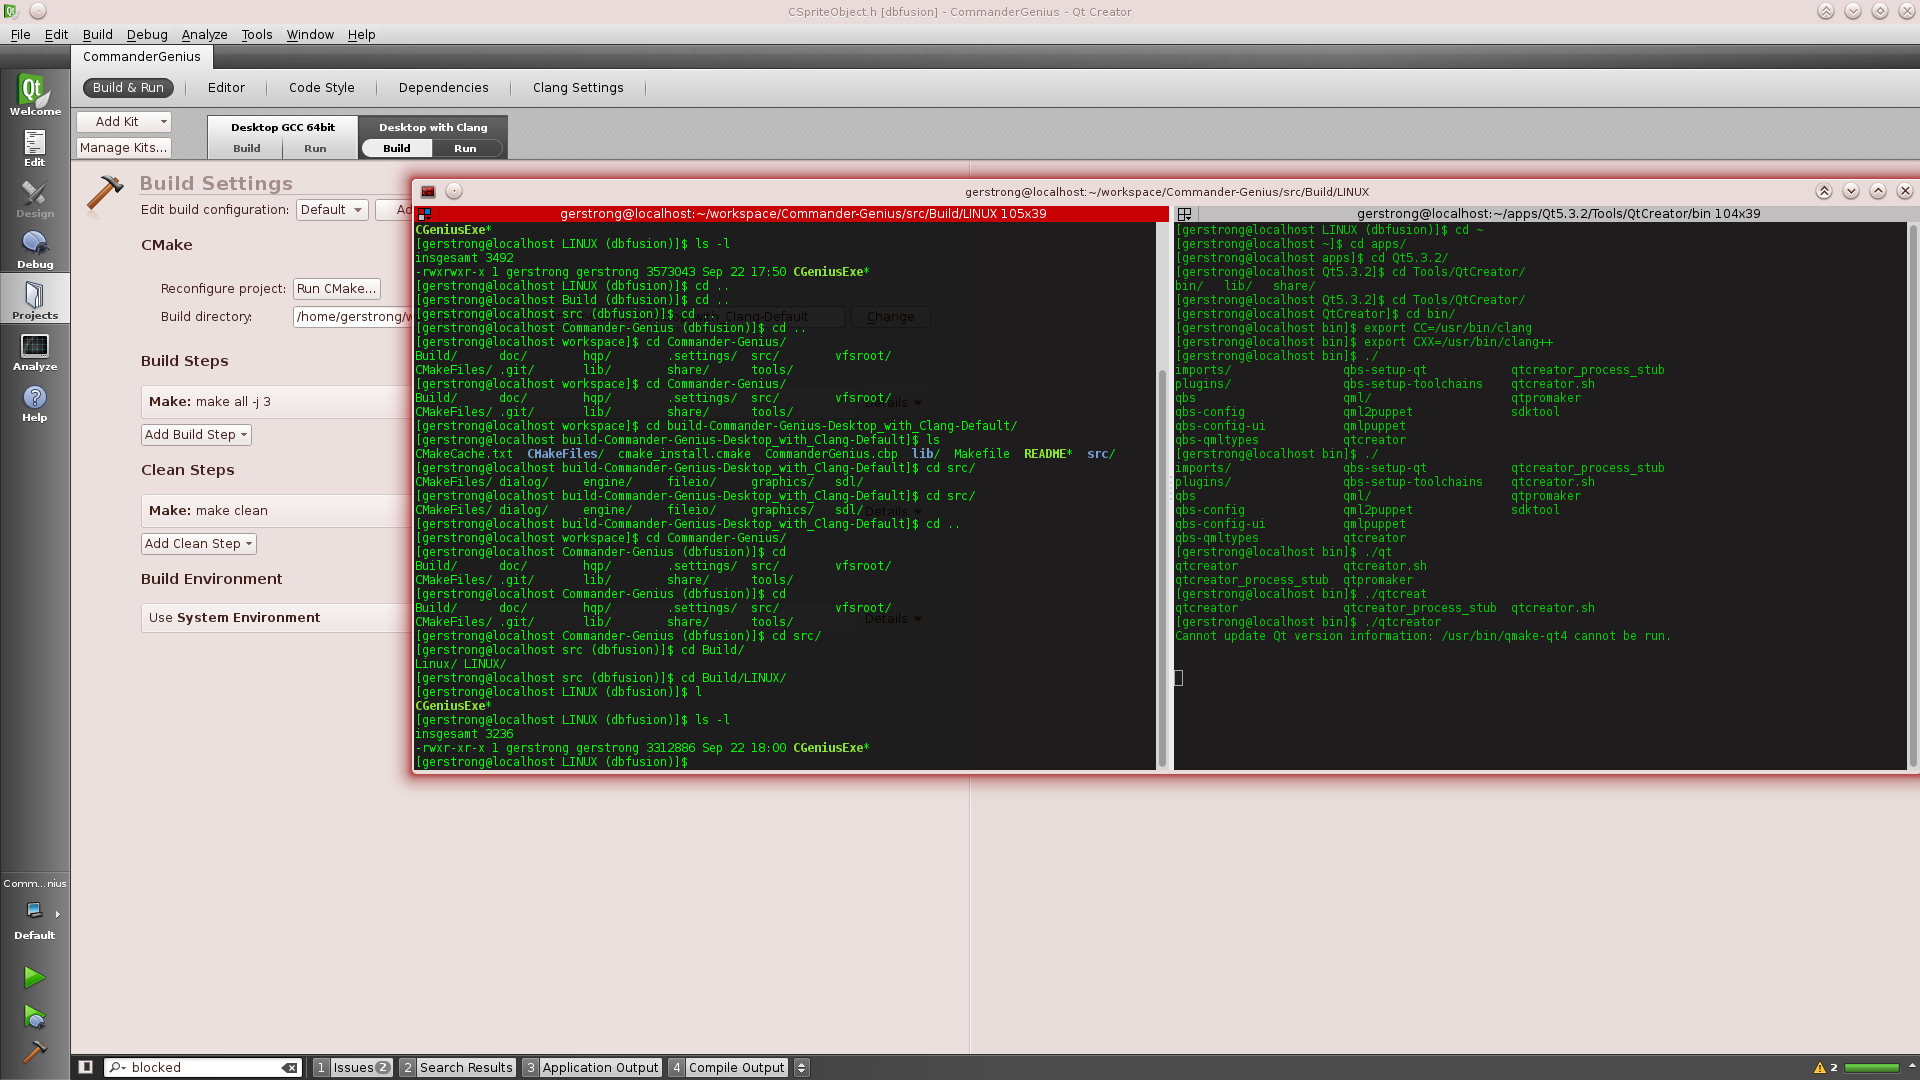 CSpriteObject.h [dbfusion] - CommanderGenius - Qt Creator
File Edit Build Debug Analyze Tools Window Help
CommanderGenius
Build & Run Editor Code Style Dependencies Clang Settings
Add Kit
Manage Kits...
Desktop GCC 64bit
Build Run
Desktop with Clang
Build Run
Welcome
Edit
Design
Debug
Projects
Analyze
Help
Build Settings
Edit build configuration: Default
CMake
Reconfigure project: Run CMake...
Build directory: /home/gerstrong/
Clang-Default Change
Build Steps
Make: make all -j 3
Details
Add Build Step
Clean Steps
Make: make clean
Details
Add Clean Step
Build Environment
Use System Environment
Details
gerstrong@localhost:~/workspace/Commander-Genius/src/Build/LINUX
gerstrong@localhost:~/workspace/Commander-Genius/src/Build/LINUX 105x39
CGeniusExe*
[gerstrong@localhost LINUX (dbfusion)]$ ls -l
insgesamt 3492
-rwxrwxr-x 1 gerstrong gerstrong 3573043 Sep 22 17:50 CGeniusExe*
[gerstrong@localhost LINUX (dbfusion)]$ cd ..
[gerstrong@localhost Build (dbfusion)]$ cd ..
[gerstrong@localhost src (dbfusion)]$ cd ..
[gerstrong@localhost Commander-Genius (dbfusion)]$ cd ..
[gerstrong@localhost workspace]$ cd Commander-Genius/
Build/ doc/ hqp/ .settings/ src/ vfsroot/
CMakeFiles/ .git/ lib/ share/ tools/
[gerstrong@localhost workspace]$ cd Commander-Genius/
Build/ doc/ hqp/ .settings/ src/ vfsroot/
CMakeFiles/ .git/ lib/ share/ tools/
[gerstrong@localhost workspace]$ cd build-Commander-Genius-Desktop_with_Clang-Default/
[gerstrong@localhost build-Commander-Genius-Desktop_with_Clang-Default]$ ls
CMakeCache.txt CMakeFiles/ cmake_install.cmake CommanderGenius.cbp lib/ Makefile README* src/
[gerstrong@localhost build-Commander-Genius-Desktop_with_Clang-Default]$ cd src/
CMakeFiles/ dialog/ engine/ fileio/ graphics/ sdl/
[gerstrong@localhost build-Commander-Genius-Desktop_with_Clang-Default]$ cd src/
CMakeFiles/ dialog/ engine/ fileio/ graphics/ sdl/
[gerstrong@localhost build-Commander-Genius-Desktop_with_Clang-Default]$ cd ..
[gerstrong@localhost workspace]$ cd Commander-Genius/
[gerstrong@localhost Commander-Genius (dbfusion)]$ cd
Build/ doc/ hqp/ .settings/ src/ vfsroot/
CMakeFiles/ .git/ lib/ share/ tools/
[gerstrong@localhost Commander-Genius (dbfusion)]$ cd
Build/ doc/ hqp/ .settings/ src/ vfsroot/
CMakeFiles/ .git/ lib/ share/ tools/
[gerstrong@localhost Commander-Genius (dbfusion)]$ cd src/
[gerstrong@localhost src (dbfusion)]$ cd Build/
Linux/ LINUX/
[gerstrong@localhost src (dbfusion)]$ cd Build/LINUX/
[gerstrong@localhost LINUX (dbfusion)]$ l
CGeniusExe*
[gerstrong@localhost LINUX (dbfusion)]$ ls -l
insgesamt 3236
-rwxr-xr-x 1 gerstrong gerstrong 3312886 Sep 22 18:00 CGeniusExe*
[gerstrong@localhost LINUX (dbfusion)]$
gerstrong@localhost:~/apps/Qt5.3.2/Tools/QtCreator/bin 104x39
[gerstrong@localhost LINUX (dbfusion)]$ cd ~
[gerstrong@localhost ~]$ cd apps/
[gerstrong@localhost apps]$ cd Qt5.3.2/
[gerstrong@localhost Qt5.3.2]$ cd Tools/QtCreator/
bin/ lib/ share/
[gerstrong@localhost Qt5.3.2]$ cd Tools/QtCreator/
[gerstrong@localhost QtCreator]$ cd bin/
[gerstrong@localhost bin]$ export CC=/usr/bin/clang
[gerstrong@localhost bin]$ export CXX=/usr/bin/clang++
[gerstrong@localhost bin]$ ./
imports/ qbs-setup-qt qtcreator_process_stub
plugins/ qbs-setup-toolchains qtcreator.sh
qbs qml/ qtpromaker
qbs-config qml2puppet sdktool
qbs-config-ui qmlpuppet
qbs-qmltypes qtcreator
[gerstrong@localhost bin]$ ./
imports/ qbs-setup-qt qtcreator_process_stub
plugins/ qbs-setup-toolchains qtcreator.sh
qbs qml/ qtpromaker
qbs-config qml2puppet sdktool
qbs-config-ui qmlpuppet
qbs-qmltypes qtcreator
[gerstrong@localhost bin]$ ./qt
qtcreator qtcreator.sh
qtcreator_process_stub qtpromaker
[gerstrong@localhost bin]$ ./qtcreat
qtcreator qtcreator_process_stub qtcreator.sh
[gerstrong@localhost bin]$ ./qtcreator
Cannot update Qt version information: /usr/bin/qmake-qt4 cannot be run.
Comm...nius
Default
blocked
1 Issues 2
2 Search Results
3 Application Output
4 Compile Output
2